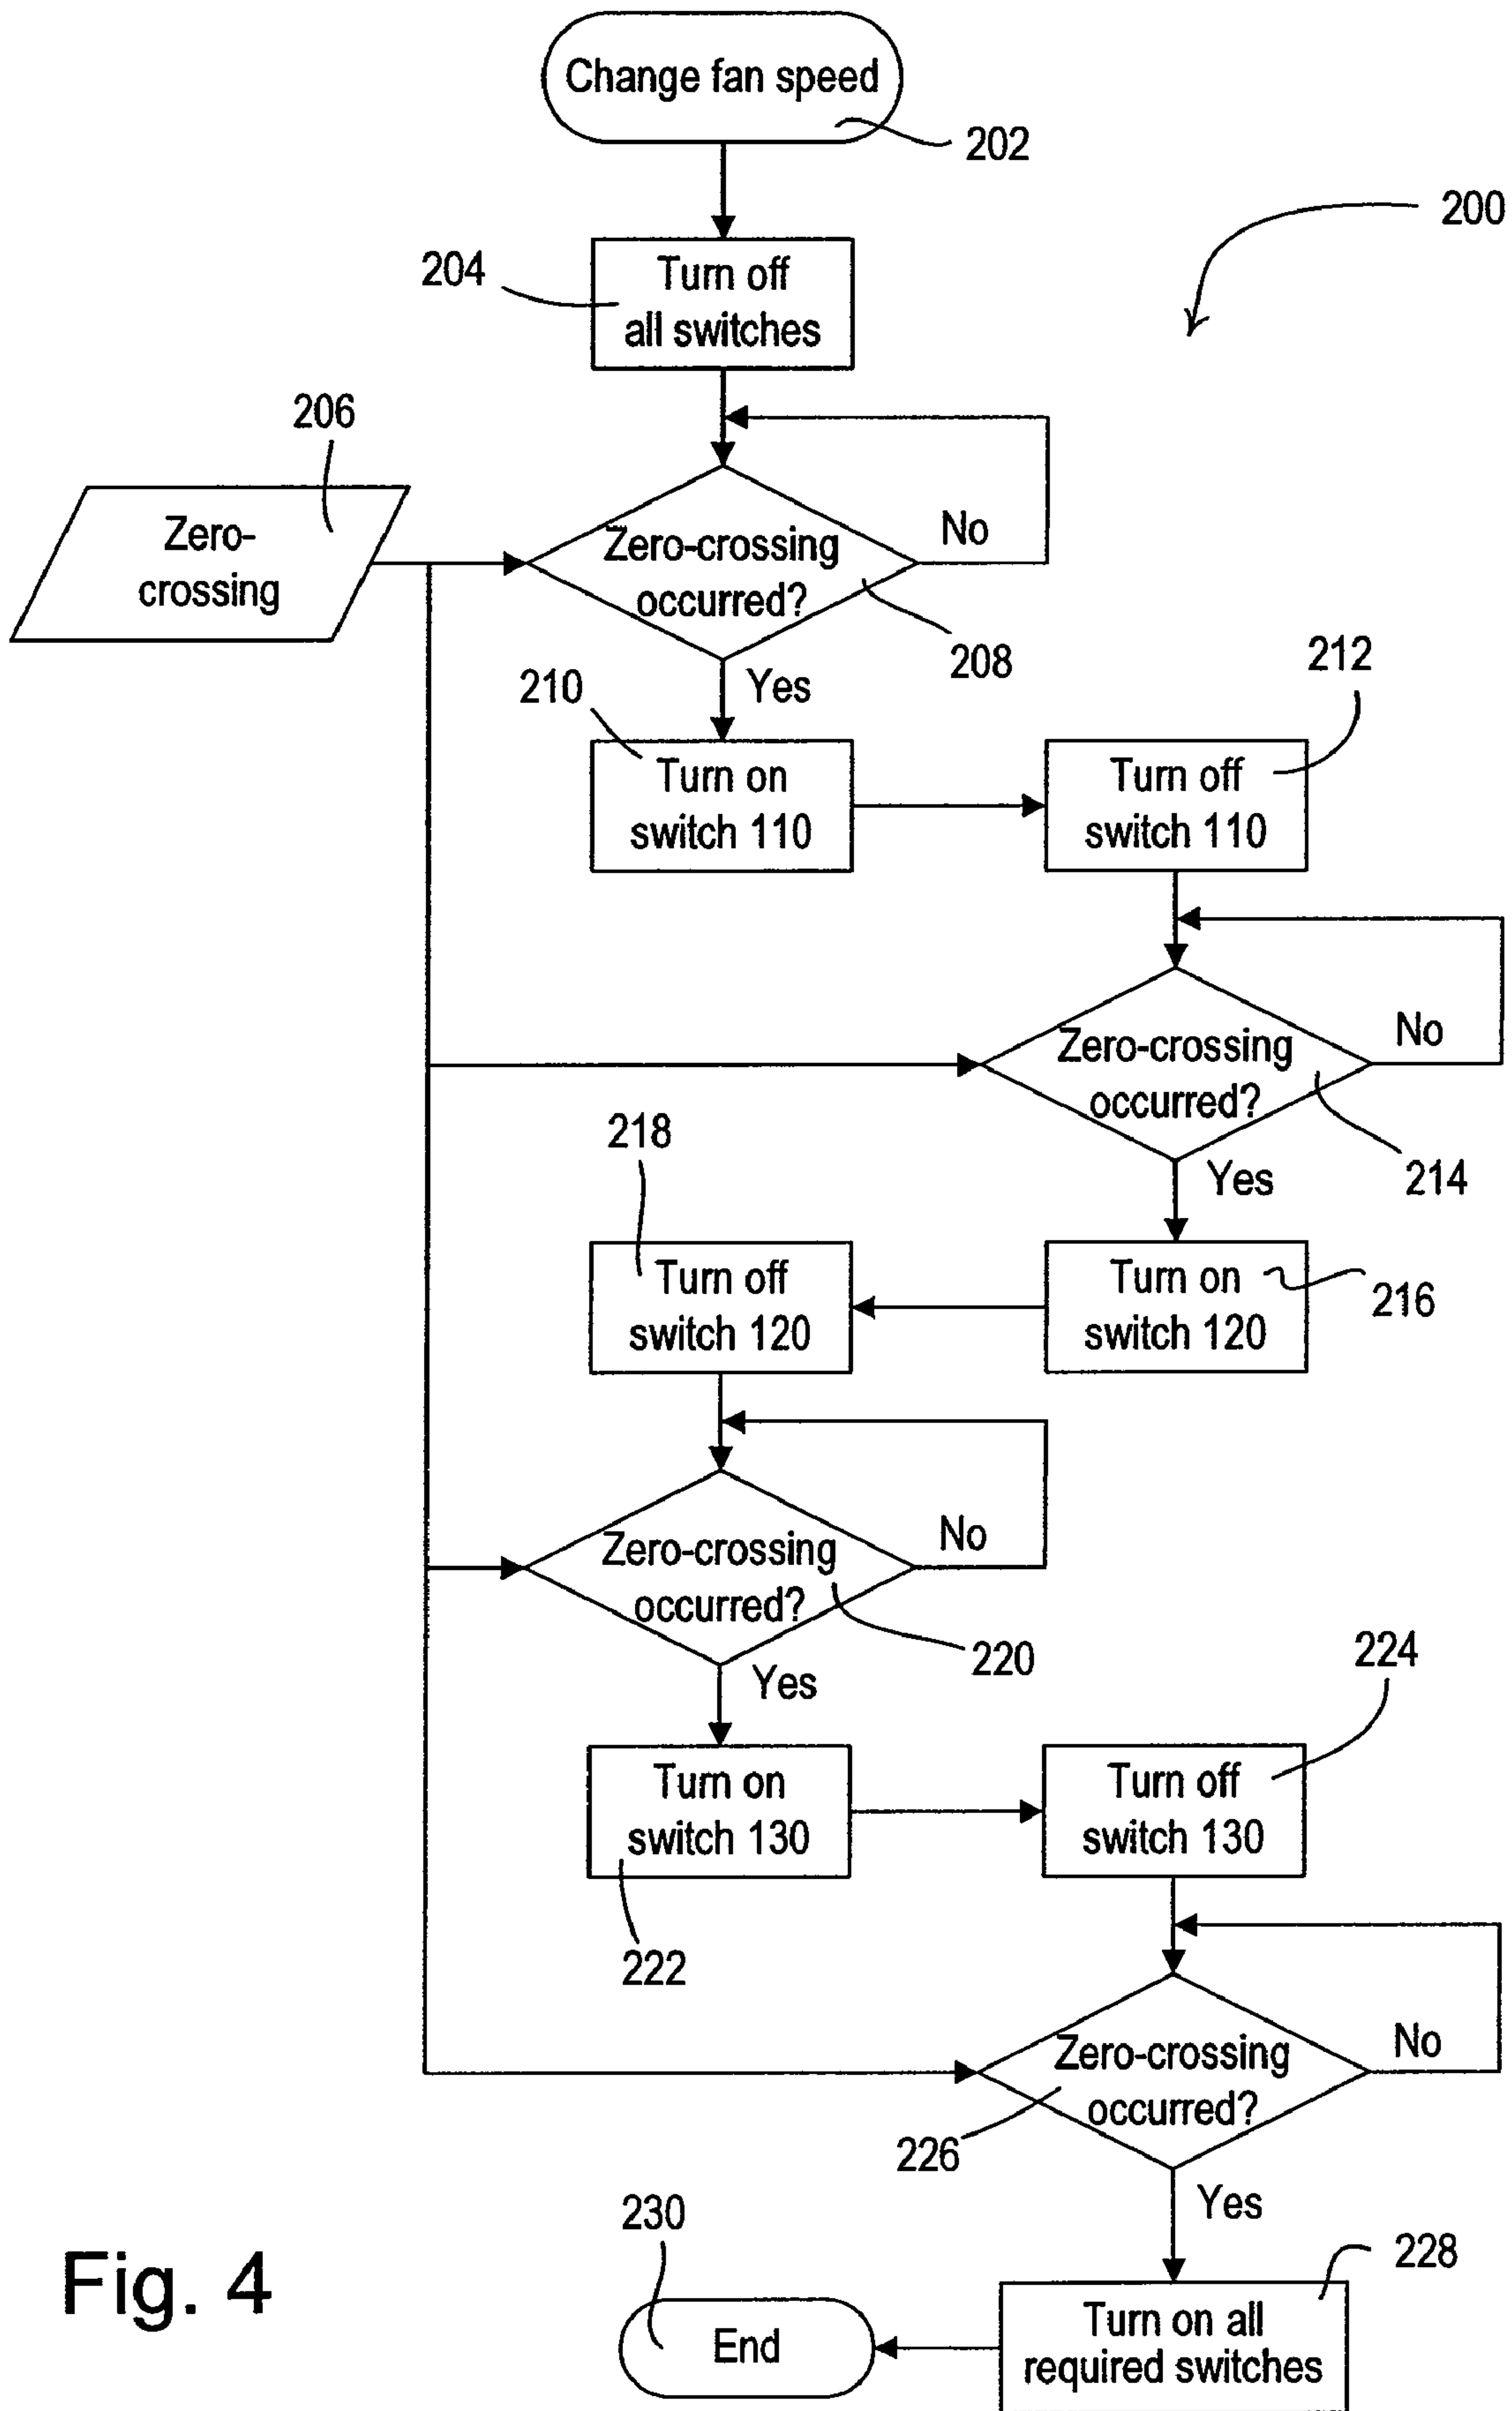 Change fan speed
202
200
204
Turn off
all switches
206
Zero-
crossing
Zero-crossing
occurred?
No
208
Yes
210
Turn on
switch 110
212
Turn off
switch 110
Zero-crossing
occurred?
No
214
Yes
218
Turn off
switch 120
Turn on
switch 120
216
Zero-crossing
occurred?
No
220
Yes
Turn on
switch 130
222
224
Turn off
switch 130
Zero-crossing
occurred?
No
226
Yes
228
Turn on all
required switches
230
End
Fig. 4